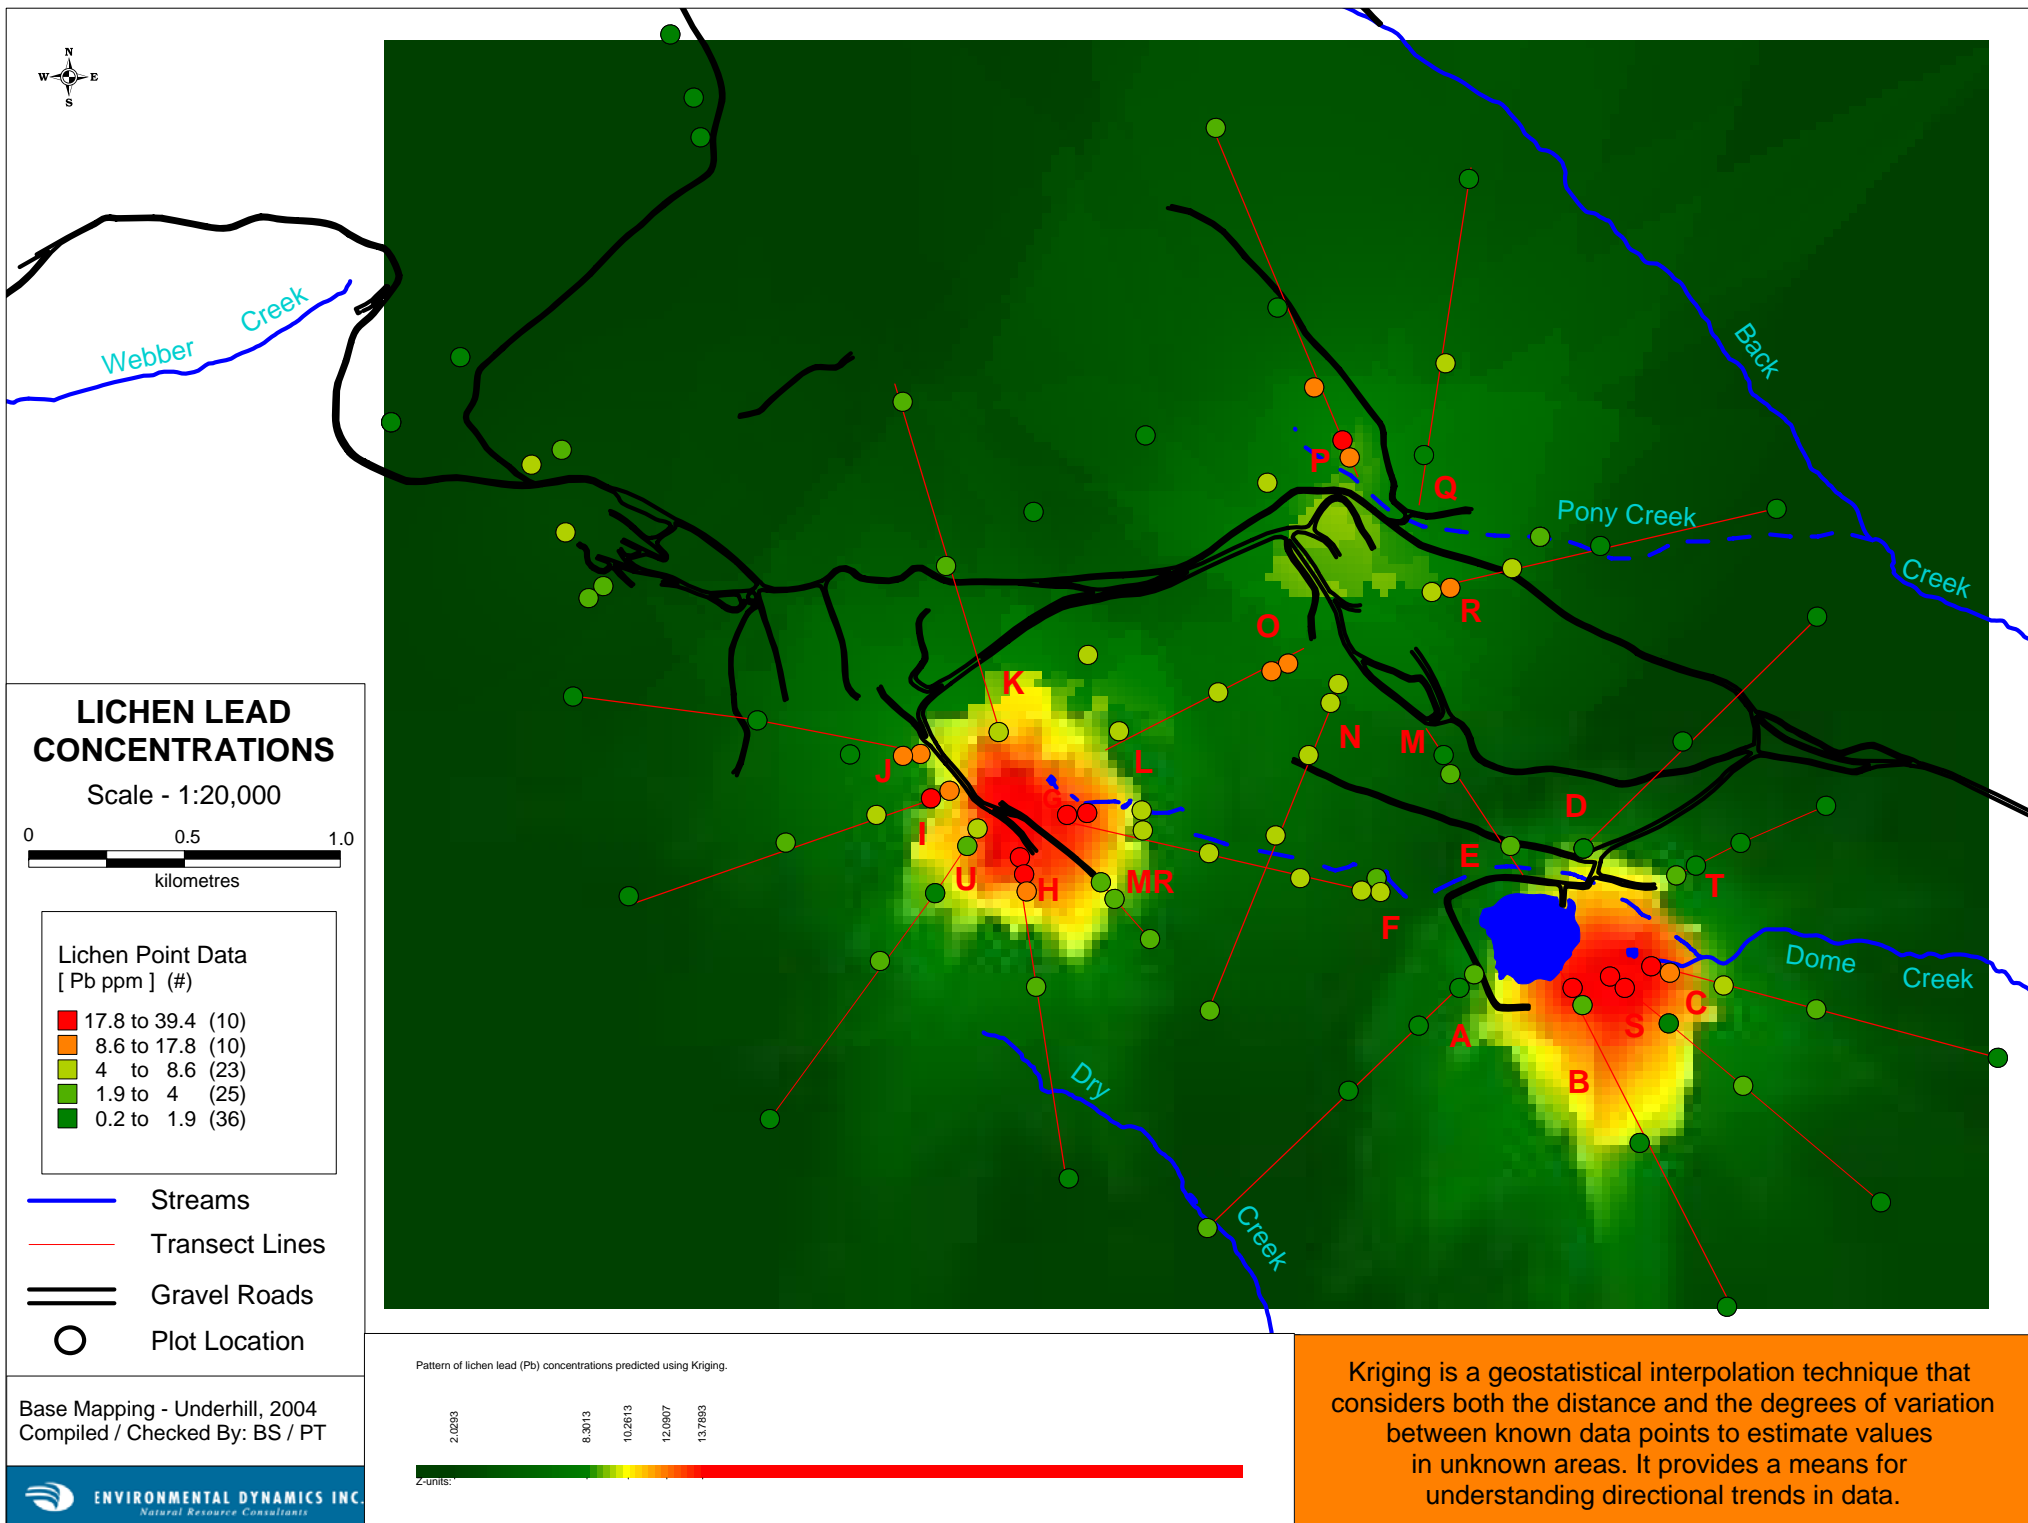 N
W E
S
Webber
Creek
Back
Creek
Pony Creek
P
Q
R
O
K
L
N
M
J
G
I
U
H
MR
D
E
T
F
A
S
C
B
Dome
Creek
Dry
Creek
LICHEN LEAD
CONCENTRATIONS
Scale - 1:20,000
0 0.5 1.0
kilometres
Lichen Point Data
[ Pb ppm ] (#)
17.8 to 39.4 (10)
8.6 to 17.8 (10)
4 to 8.6 (23)
1.9 to 4 (25)
0.2 to 1.9 (36)
Streams
Transect Lines
Gravel Roads
Plot Location
Base Mapping - Underhill, 2004
Compiled / Checked By: BS / PT
ENVIRONMENTAL DYNAMICS INC.
Natural Resource Consultants
Pattern of lichen lead (Pb) concentrations predicted using Kriging.
2.0293
8.3013
10.2613
12.0907
13.7893
Z-units:
Kriging is a geostatistical interpolation technique that
considers both the distance and the degrees of variation
between known data points to estimate values
in unknown areas. It provides a means for
understanding directional trends in data.